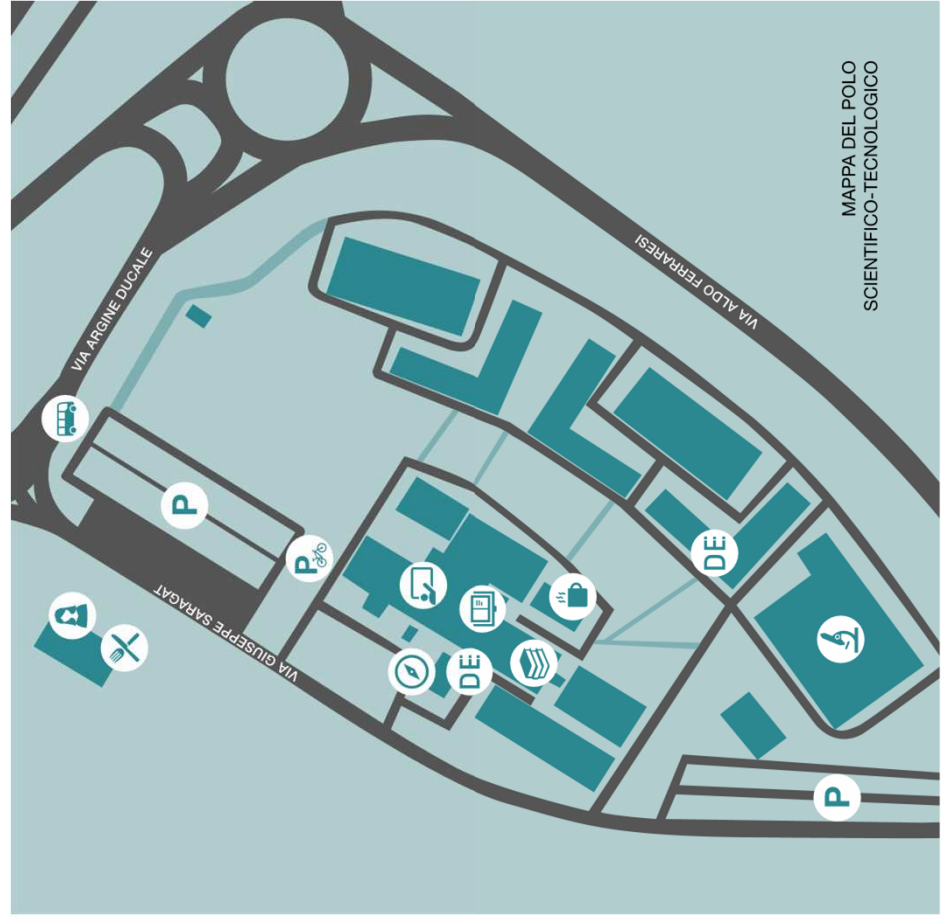 MAPPA DEL POLO
SCIENTIFICO-TECNOLOGICO
VIA ARGINE DUCALE
VIA ALDO FERRARESI
VIA GIUSEPPE SARAGAT
P
P
DE
DE
P